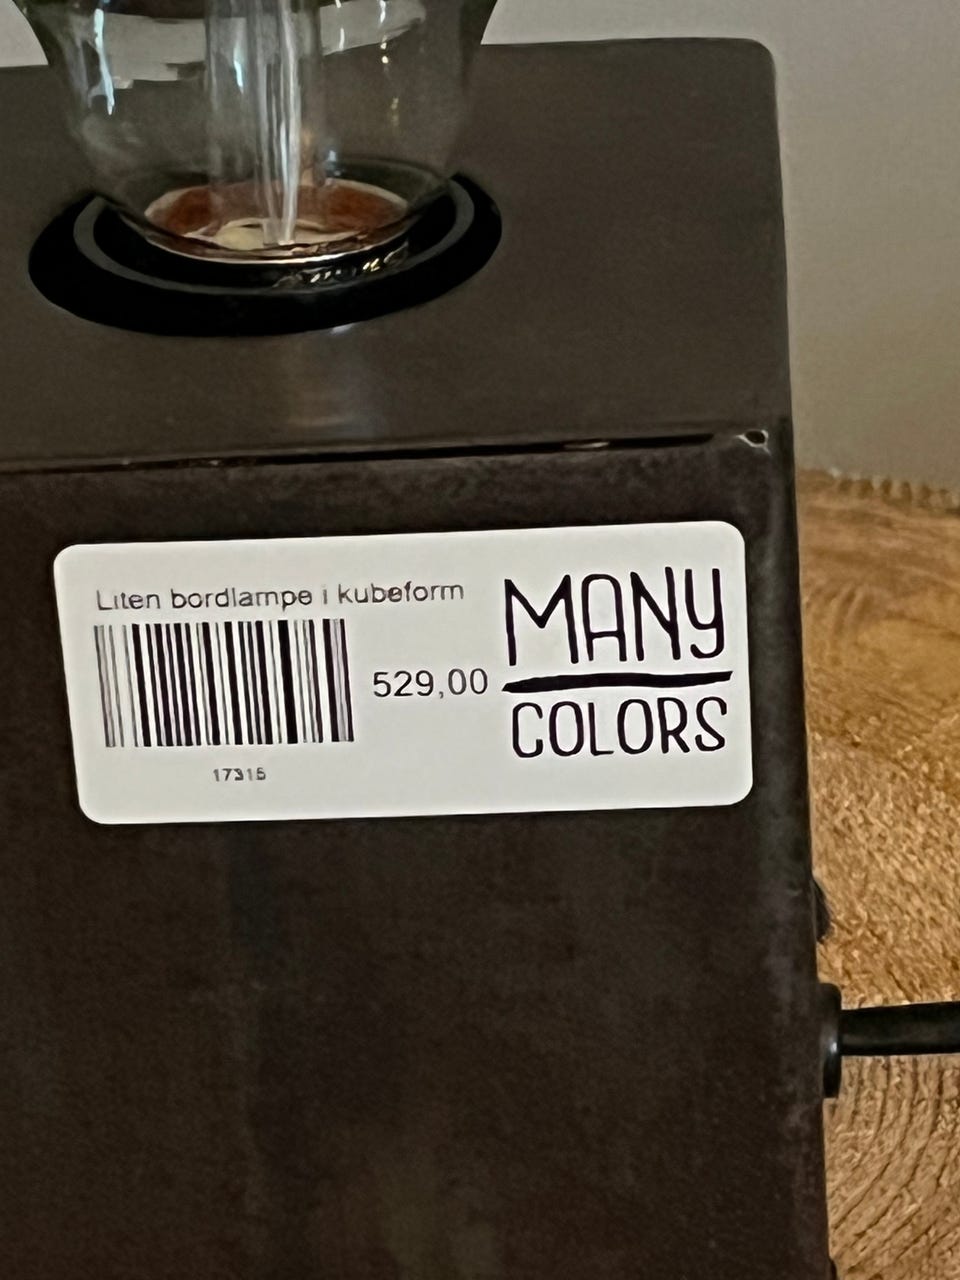 Liten bordlampe i kubeform
529,00
MANY
COLORS
17315